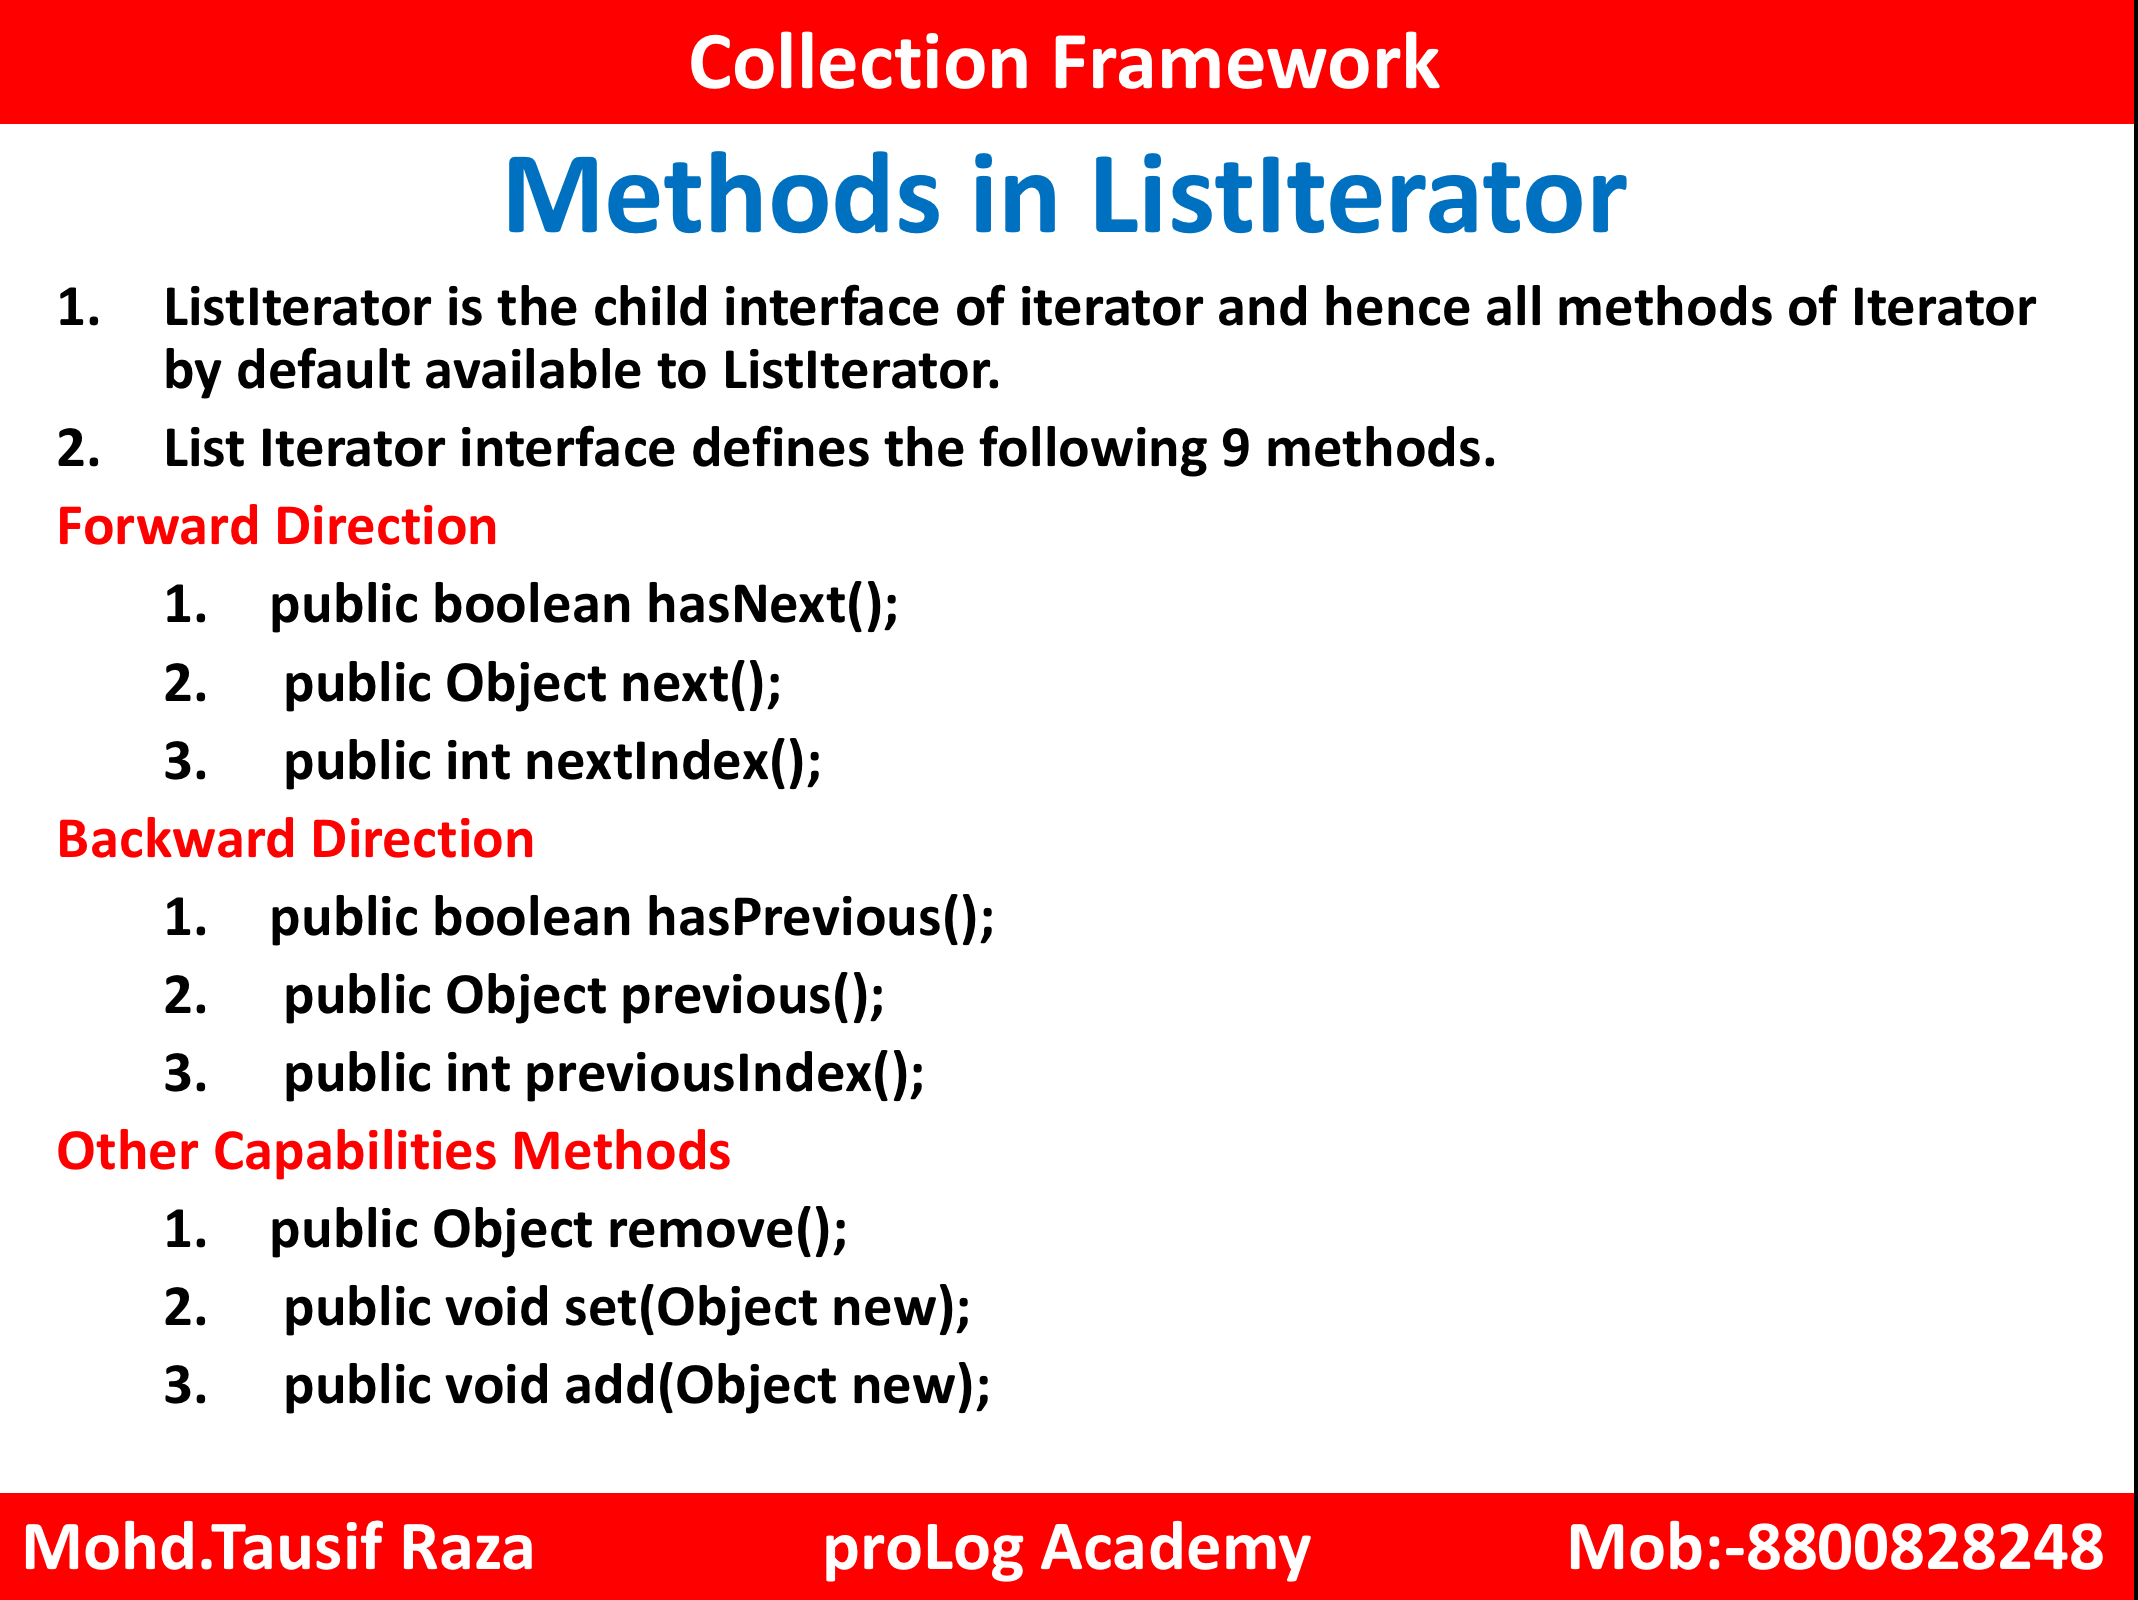 Collection Framework
Methods in ListIterator
1. ListIterator is the child interface of iterator and hence all methods of Iterator
by default available to ListIterator.
2. List Iterator interface defines the following 9 methods.
Forward Direction
1. public boolean hasNext();
2. public Object next();
3. public int nextIndex();
Backward Direction
1. public boolean hasPrevious();
2. public Object previous();
3. public int previousIndex();
Other Capabilities Methods
1. public Object remove();
2. public void set(Object new);
3. public void add(Object new);
Mohd.Tausif Raza proLog Academy Mob:-8800828248